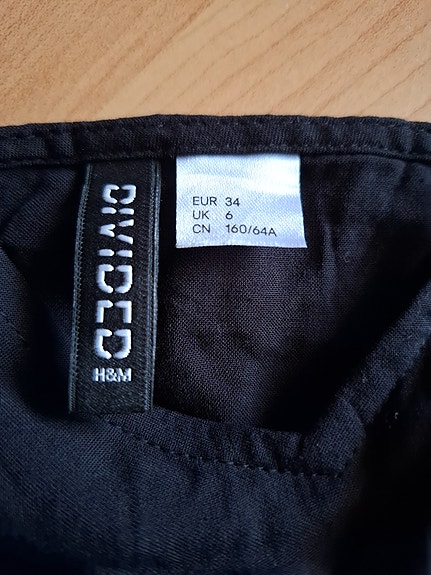 DIVIDED
H&M
EUR 34
UK 6
CN 160/64A